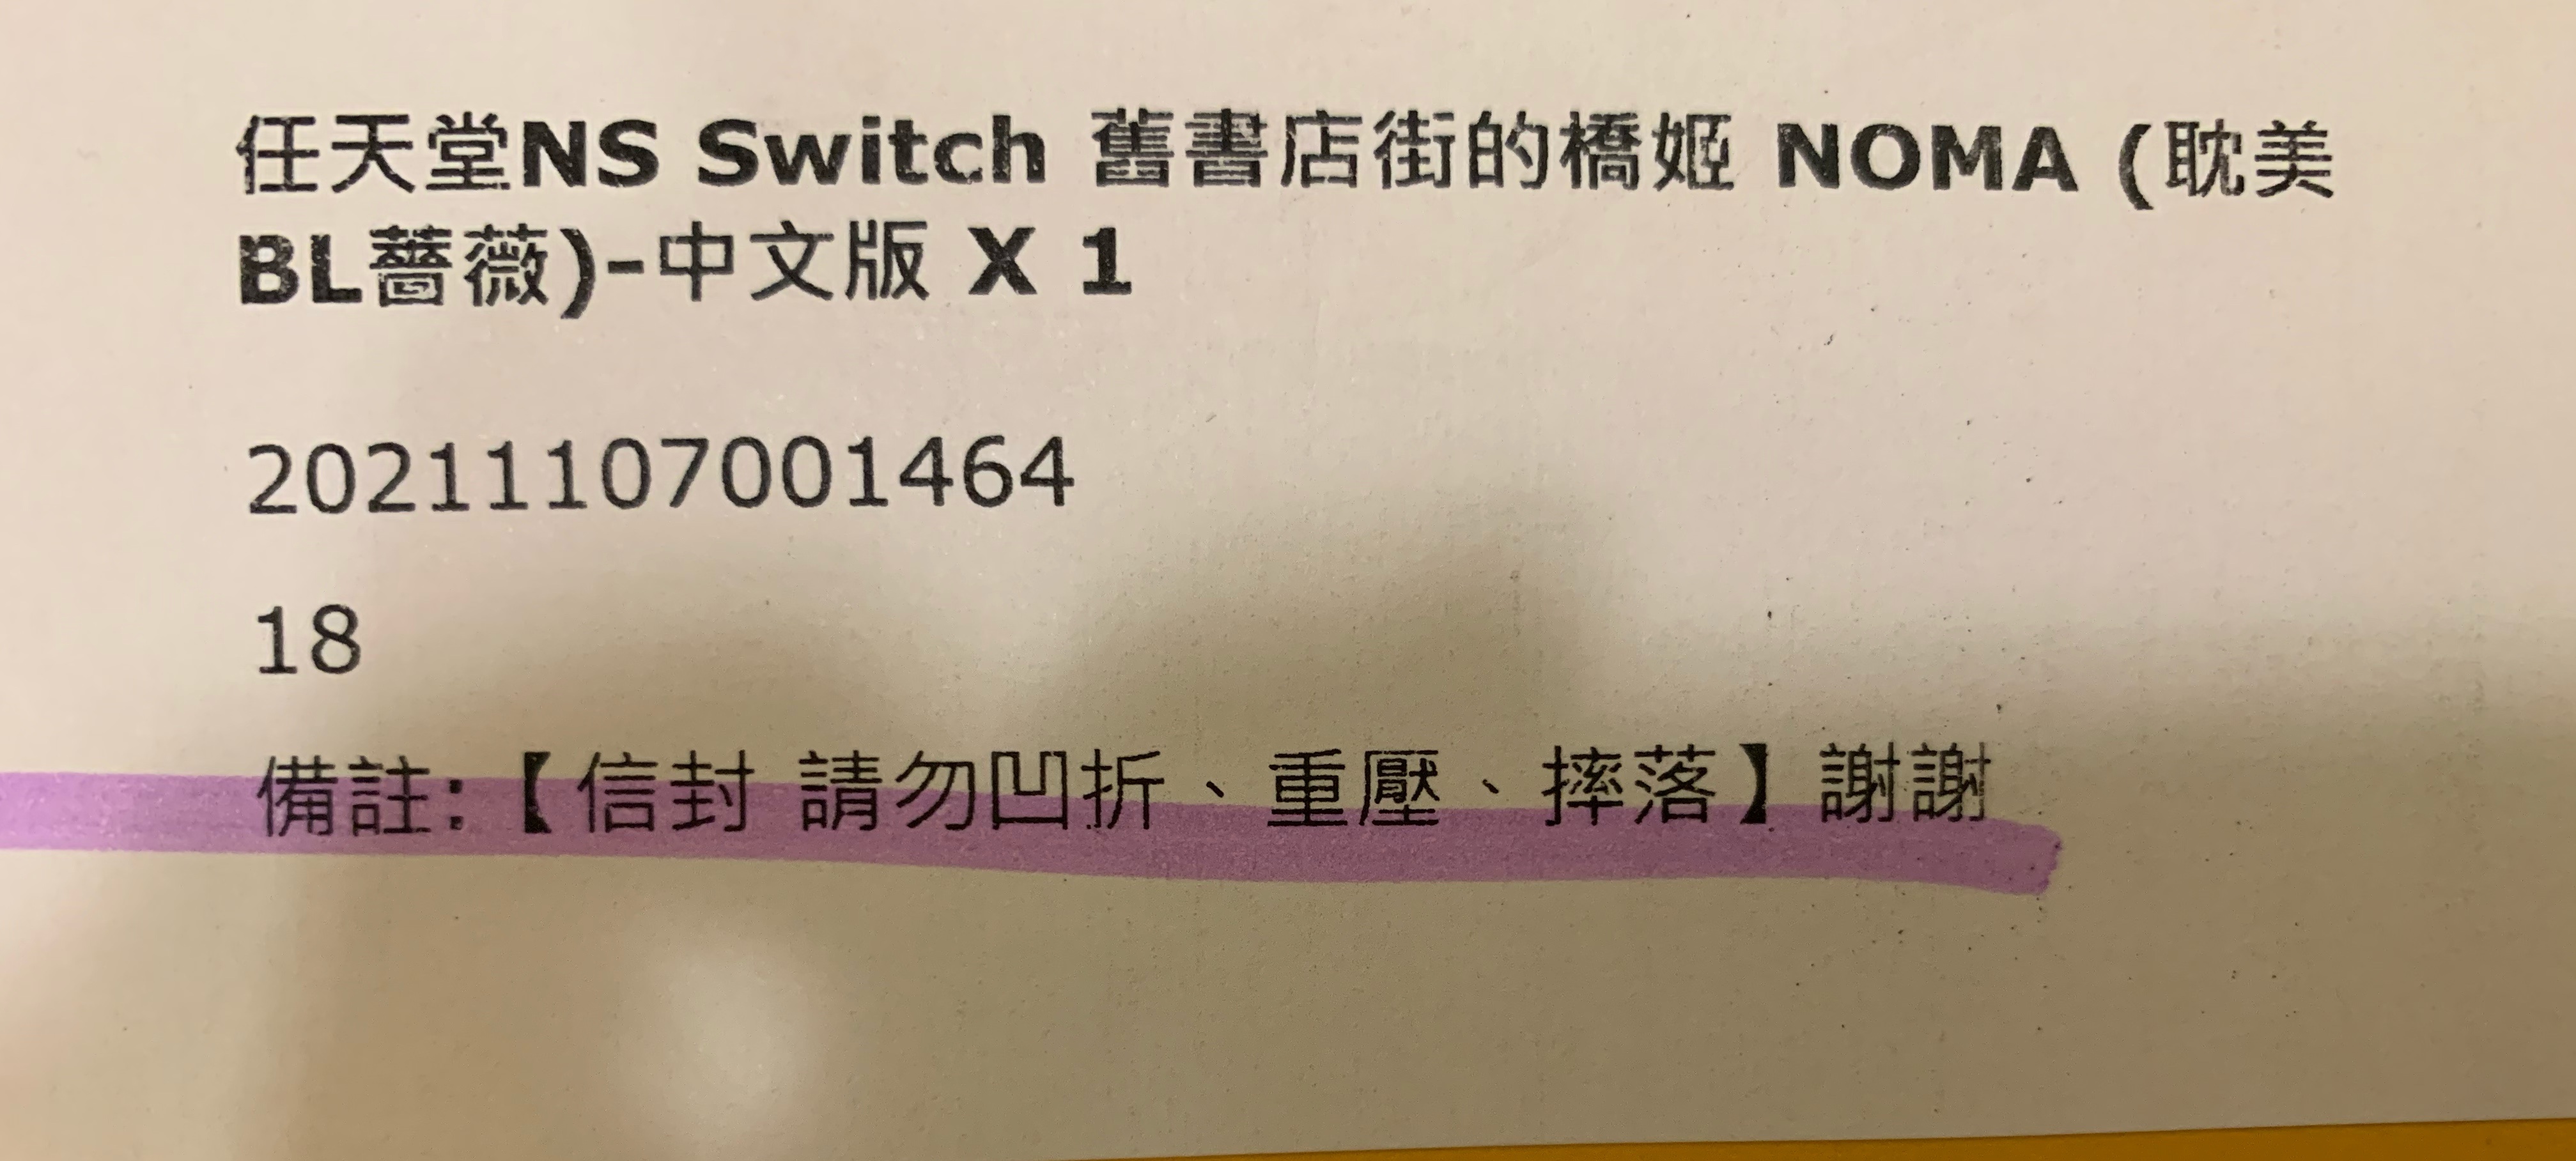 任天堂NS Switch 舊書店街的橋姬 NOMA (耽美
BL薔薇)-中文版 X 1
20211107001464
18
備註:【信封 請勿凹折、重壓、摔落】謝謝